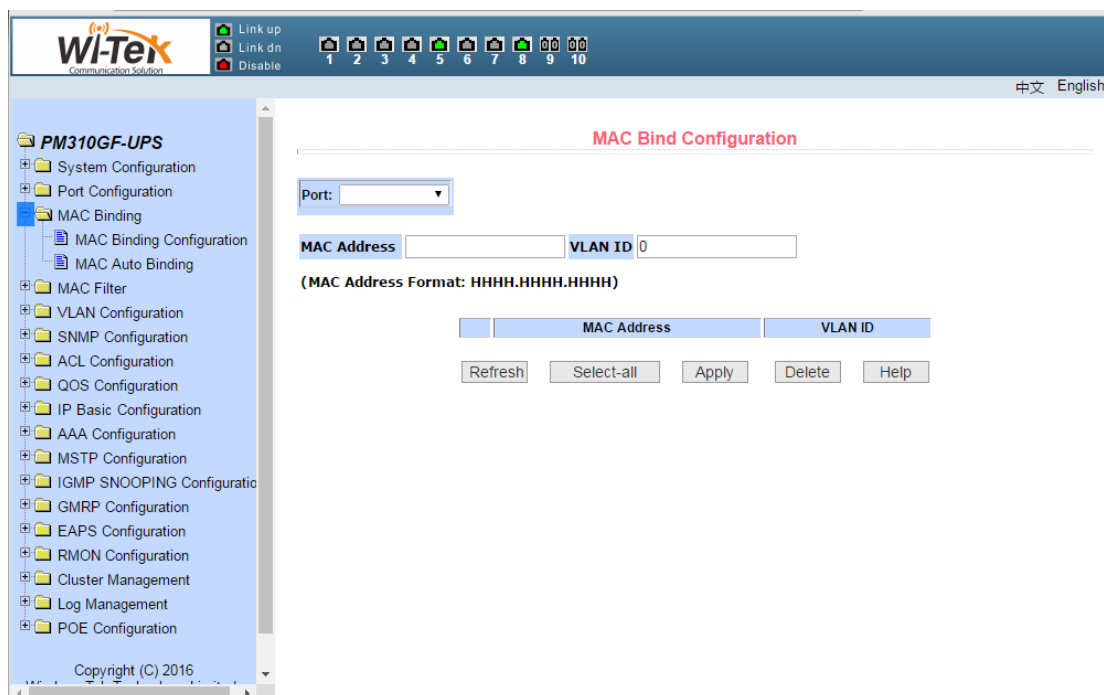 Wi-Tek
Communication Solution
Link up
Link dn
Disable
1 2 3 4 5 6 7 8 9 10
中文 English
PM310GF-UPS
System Configuration
Port Configuration
MAC Binding
MAC Binding Configuration
MAC Auto Binding
MAC Filter
VLAN Configuration
SNMP Configuration
ACL Configuration
QOS Configuration
IP Basic Configuration
AAA Configuration
MSTP Configuration
IGMP SNOOPING Configuratio
GMRP Configuration
EAPS Configuration
RMON Configuration
Cluster Management
Log Management
POE Configuration
Copyright (C) 2016
MAC Bind Configuration
Port:
MAC Address VLAN ID 0
(MAC Address Format: HHHH.HHHH.HHHH)
MAC Address VLAN ID
Refresh Select-all Apply Delete Help